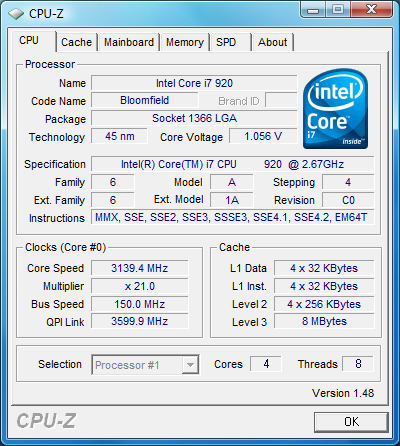 CPU-Z
CPU Cache Mainboard Memory SPD About
Processor
Name Intel Core i7 920
Code Name Bloomfield Brand ID
Package Socket 1366 LGA
Technology 45 nm Core Voltage 1.056 V
intel Core™ i7 inside™
Specification Intel(R) Core(TM) i7 CPU 920 @ 2.67GHz
Family 6 Model A Stepping 4
Ext. Family 6 Ext. Model 1A Revision C0
Instructions MMX, SSE, SSE2, SSE3, SSSE3, SSE4.1, SSE4.2, EM64T
Clocks (Core #0)
Core Speed 3139.4 MHz
Multiplier x 21.0
Bus Speed 150.0 MHz
QPI Link 3599.9 MHz
Cache
L1 Data 4 x 32 KBytes
L1 Inst. 4 x 32 KBytes
Level 2 4 x 256 KBytes
Level 3 8 MBytes
Selection Processor #1 Cores 4 Threads 8
Version 1.48
CPU-Z OK